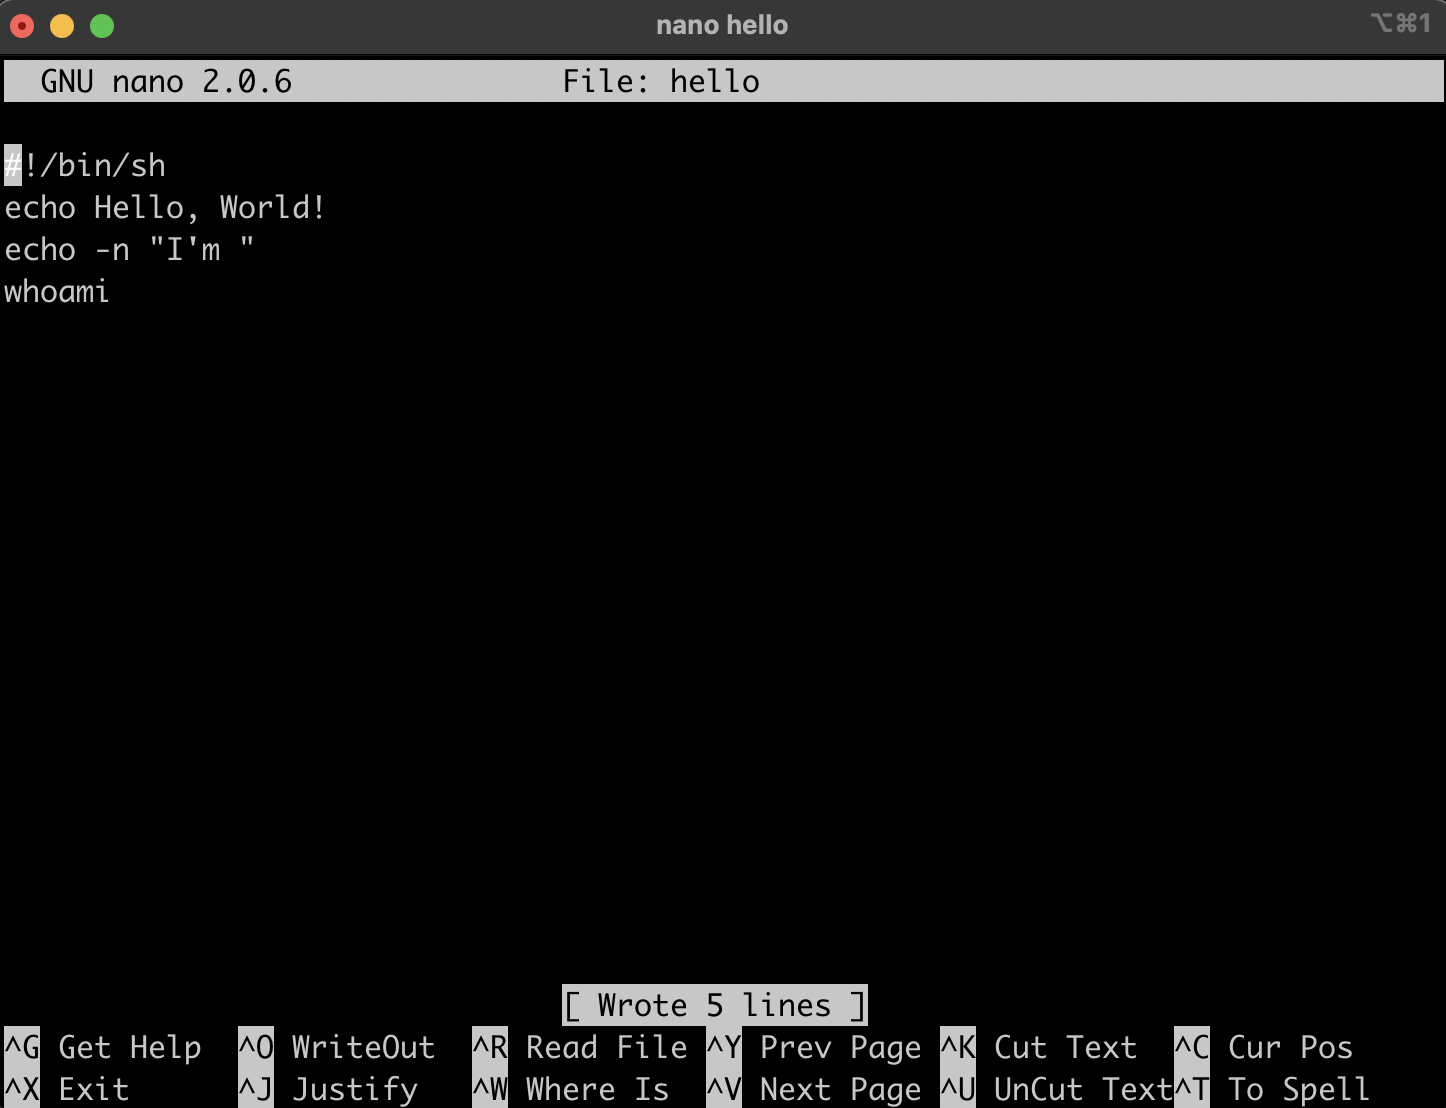 nano hello ⌥⌘1
GNU nano 2.0.6 File: hello
#!/bin/sh
echo Hello, World!
echo -n "I'm "
whoami
[ Wrote 5 lines ]
^G Get Help ^O WriteOut ^R Read File ^Y Prev Page ^K Cut Text ^C Cur Pos
^X Exit ^J Justify ^W Where Is ^V Next Page ^U UnCut Text ^T To Spell